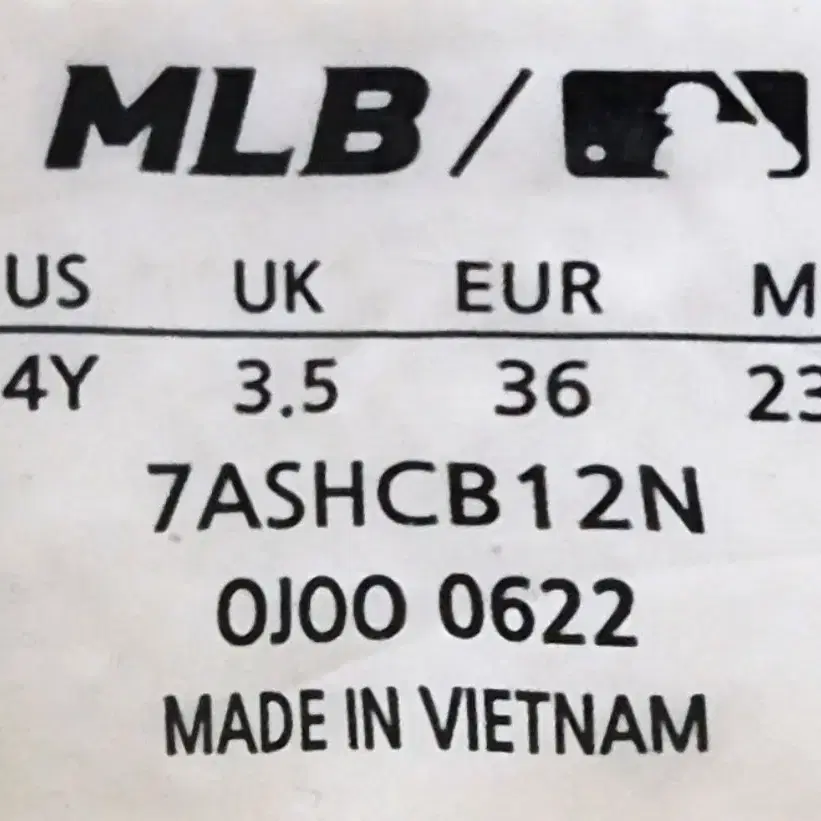 MLB /
US UK EUR M
4Y 3.5 36 23
7ASHCB12N
0J00 0622
MADE IN VIETNAM